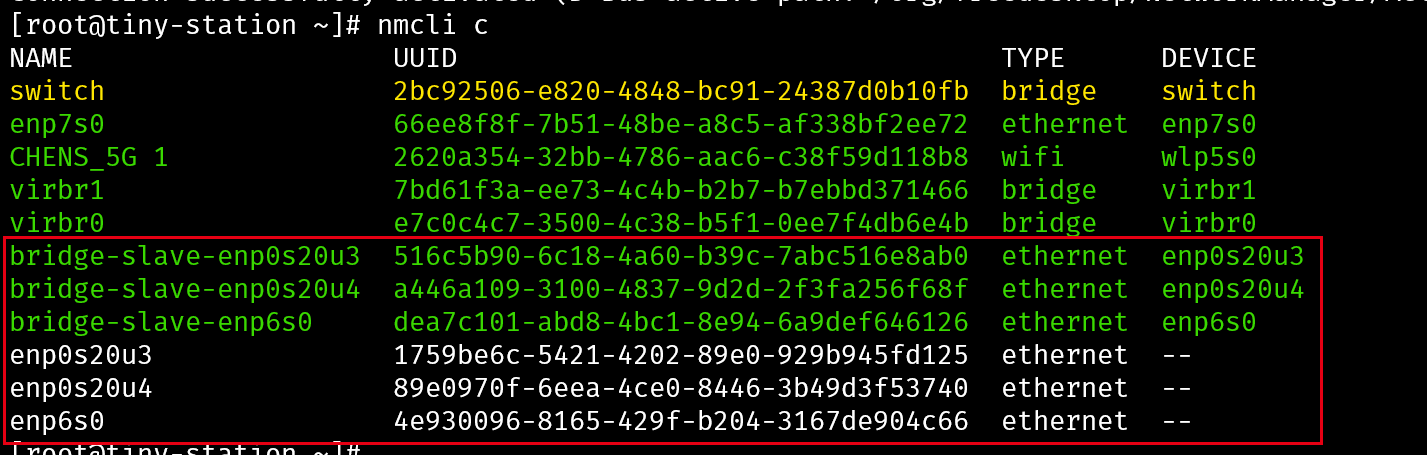 [root@tiny-station ~]# nmcli c
NAME                    UUID                                  TYPE      DEVICE
switch                  2bc92506-e820-4848-bc91-24387d0b10fb  bridge    switch
enp7s0                  66ee8f8f-7b51-48be-a8c5-af338bf2ee72  ethernet  enp7s0
CHENS_5G 1              2620a354-32bb-4786-aac6-c38f59d118b8  wifi      wlp5s0
virbr1                  7bd61f3a-ee73-4c4b-b2b7-b7ebbd371466  bridge    virbr1
virbr0                  e7c0c4c7-3500-4c38-b5f1-0ee7f4db6e4b  bridge    virbr0
bridge-slave-enp0s20u3  516c5b90-6c18-4a60-b39c-7abc516e8ab0  ethernet  enp0s20u3
bridge-slave-enp0s20u4  a446a109-3100-4837-9d2d-2f3fa256f68f  ethernet  enp0s20u4
bridge-slave-enp6s0     dea7c101-abd8-4bc1-8e94-6a9def646126  ethernet  enp6s0
enp0s20u3               1759be6c-5421-4202-89e0-929b945fd125  ethernet  --
enp0s20u4               89e0970f-6eea-4ce0-8446-3b49d3f53740  ethernet  --
enp6s0                  4e930096-8165-429f-b204-3167de904c66  ethernet  --
[root@tiny-station ~]#